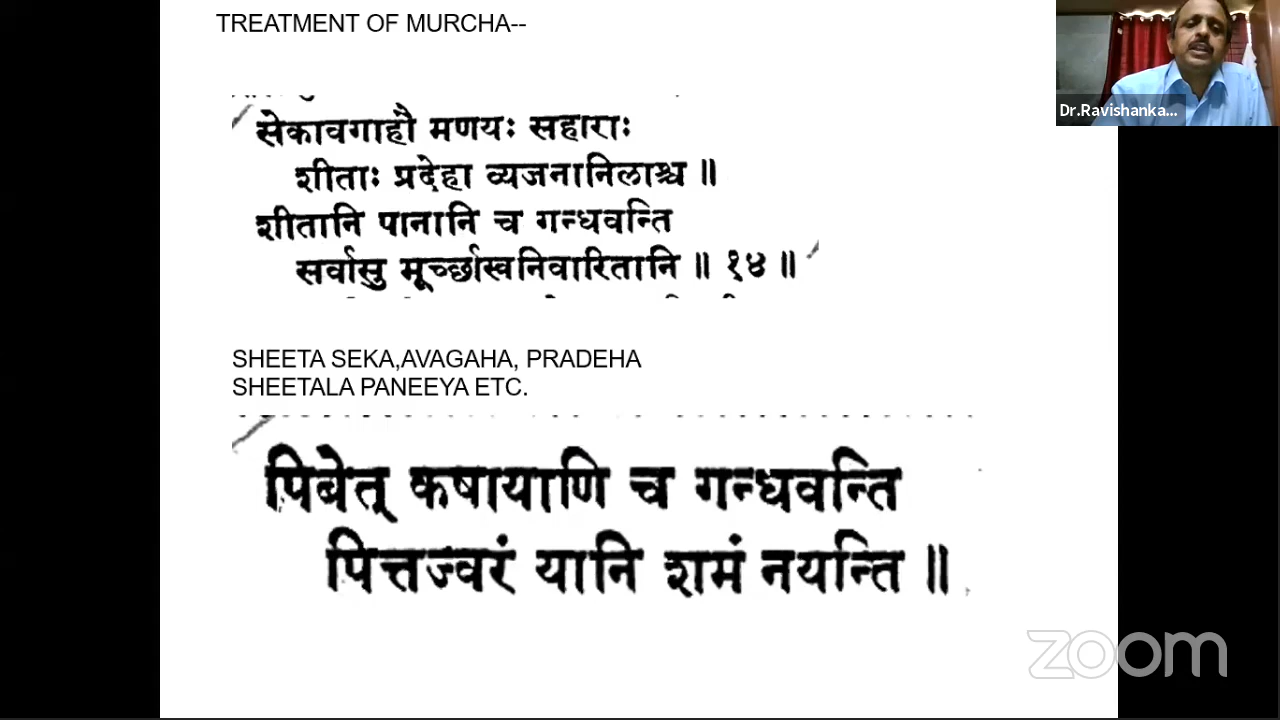 TREATMENT OF MURCHA--
सेकावगाहौ मणयः सहाराः
शीताः प्रदेहा व्यजनानिलाश्च ॥
शीतानि पानानि च गन्धवन्ति
सर्वासु मूर्च्छास्वनिवारितानि ॥ १४ ॥
SHEETA SEKA,AVAGAHA, PRADEHA
SHEETALA PANEEYA ETC.
पिबेत् कषायाणि च गन्धवन्ति
पित्तज्वरं यानि शमं नयन्ति ॥
Dr.Ravishanka...
zoom